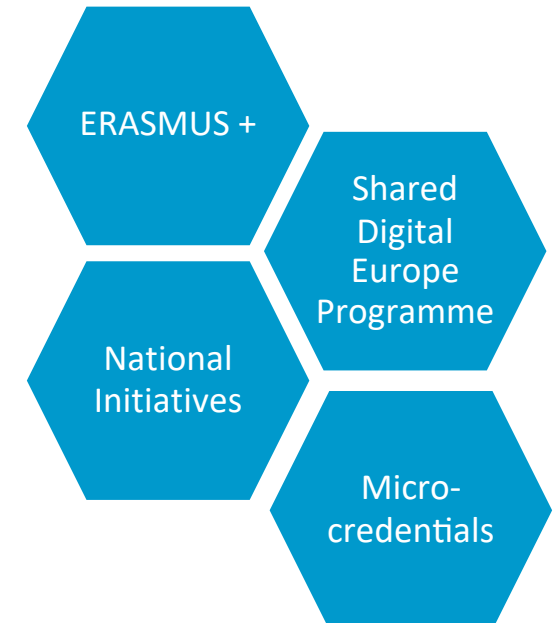 ERASMUS +
Shared
Digital
Europe
Programme
National
Initiatives
Micro-
credentials